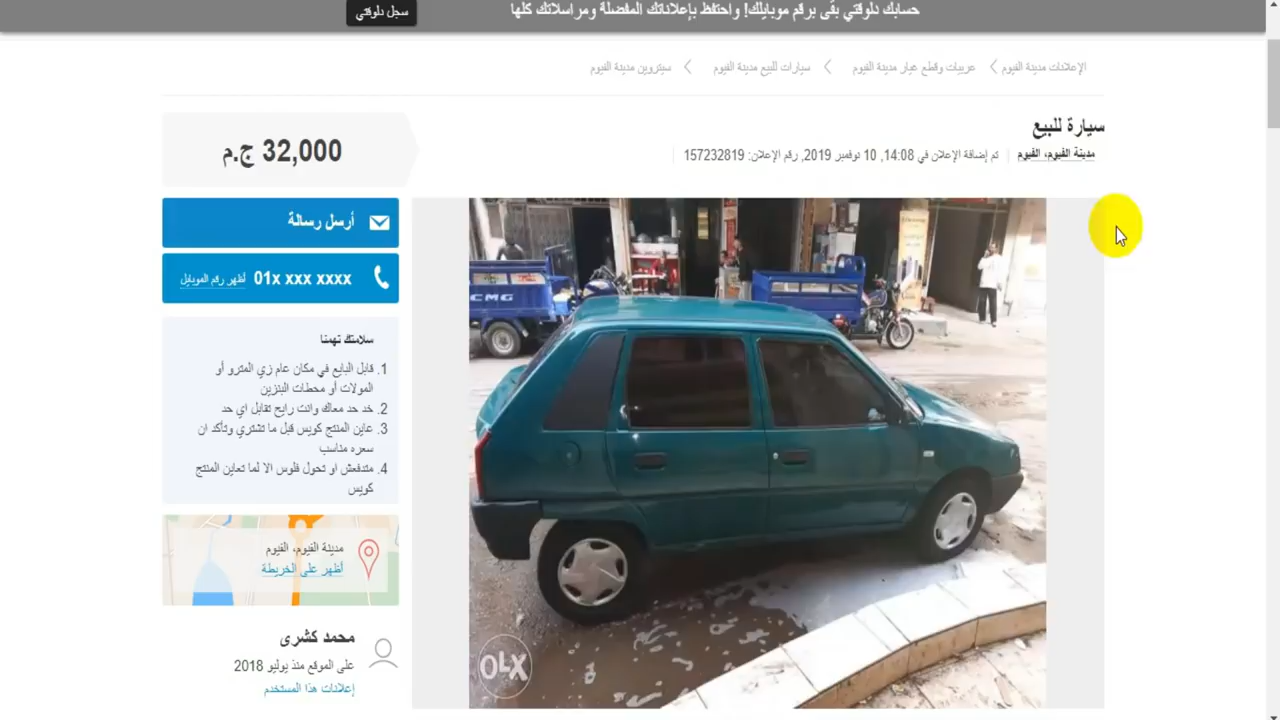 حسابك دلوقتي بقى برقم موبايلك! واحتفظ بإعلاناتك المفضلة ومراسلاتك كلها
سجل دلوقتي
الإعلانات مدينة الفيوم
عربيات وقطع غيار مدينة الفيوم
سيارات للبيع مدينة الفيوم
سيتروين مدينة الفيوم
سيارة للبيع
مدينة الفيوم، الفيوم
تم إضافة الإعلان في 14:08, 10 نوفمبر 2019, رقم الإعلان: 157232819
32,000 ج.م
أرسل رسالة
01x xxx xxxx أظهر رقم الموبايل
سلامتك تهمنا
1. قابل البايع في مكان عام زي المترو أو
المولات أو محطات البنزين
2. خد حد معاك وانت رايح تقابل اي حد
3. عاين المنتج كويس قبل ما تشتري وتأكد ان
سعره مناسب
4. متدفعش او تحول فلوس الا لما تعاين المنتج
كويس
مدينة الفيوم، الفيوم
أظهر على الخريطة
محمد كشرى
على الموقع منذ يوليو 2018
إعلانات هذا المستخدم
CMG
OLX